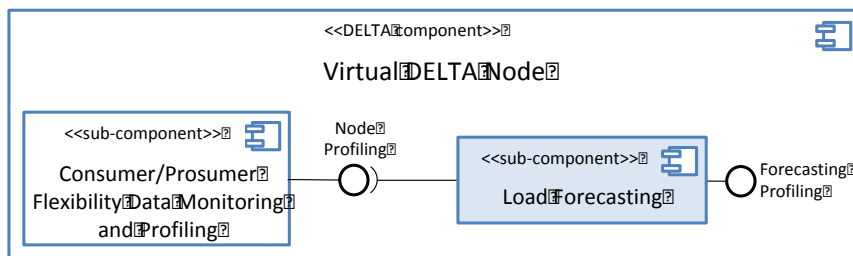 <<DELTA component>>
Virtual DELTA Node
<<sub-component>>
Consumer/Prosumer
Flexibility Data Monitoring
and Profiling
Node
Profiling
<<sub-component>>
Load Forecasting
Forecasting
Profiling